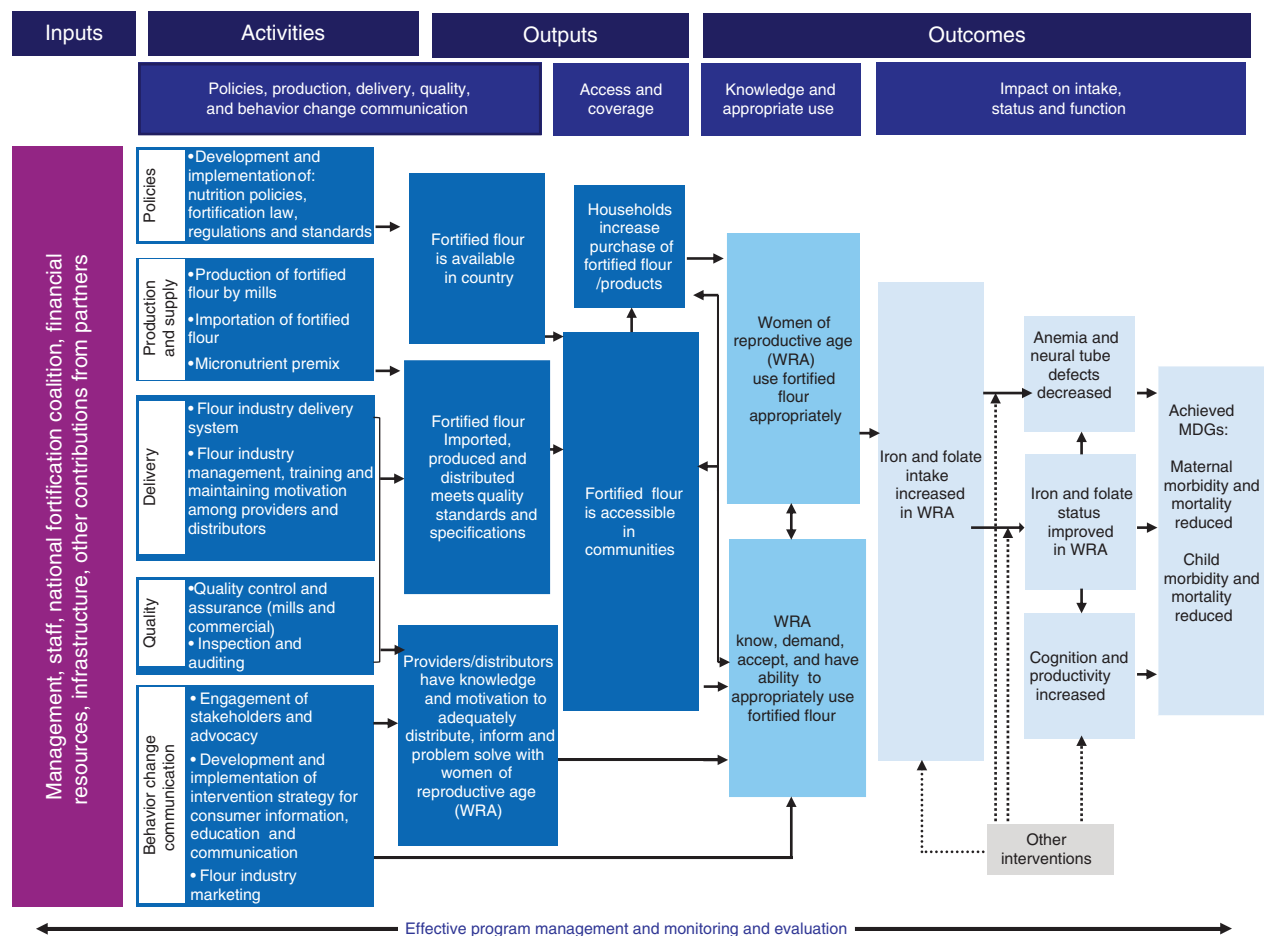 Inputs
Activities
Outputs
Outcomes
Policies, production, delivery, quality,
and behavior change communication
Access and
coverage
Knowledge and
appropriate use
Impact on intake,
status and function
Management, staff, national fortification coalition, financial
resources, infrastructure, other contributions from partners
Policies
•Development and
implementationof:
nutrition policies,
fortification law,
regulations and standards
Production
and supply
•Production of fortified
flour by mills
•Importation of fortified
flour
•Micronutrient premix
Delivery
• Flour industry delivery
system
• Flour industry
management, training and
maintaining motivation
among providers and
distributors
Quality
•Quality control and
assurance (mills and
commercial)
• Inspection and
auditing
Behavior change
communication
• Engagement of
stakeholders and
advocacy
• Development and
implementation of
intervention strategy for
consumer information,
education and
communication
• Flour industry
marketing
Fortified flour
is available
in country
Fortified flour
Imported,
produced and
distributed
meets quality
standards and
specifications
Providers/distributors
have knowledge
and motivation to
adequately
distribute, inform and
problem solve with
women of
reproductive age
(WRA)
Households
increase
purchase of
fortified flour
/products
Fortified flour
is accessible
in
communities
Women of
reproductive age
(WRA)
use fortified
flour
appropriately
WRA
know, demand,
accept, and have
ability to
appropriately use
fortified flour
Iron and folate
intake
increased
in WRA
Anemia and
neural tube
defects
decreased
Iron and folate
status
improved
in WRA
Cognition and
productivity
increased
Achieved
MDGs:
Maternal
morbidity and
mortality
reduced
Child
morbidity and
mortality
reduced
Other
interventions
Effective program management and monitoring and evaluation